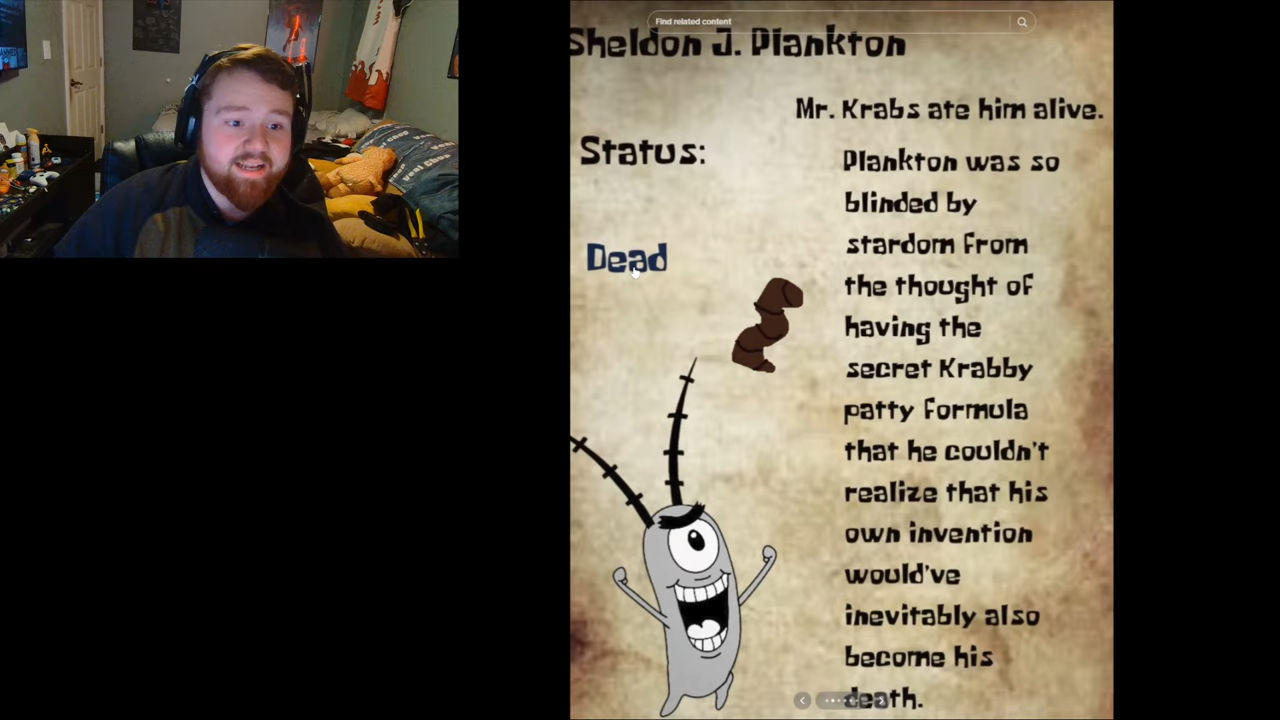 Find related content
Sheldon J. Plankton
Mr. Krabs ate him alive.
Status:
Dead
Plankton was so
blinded by
stardom from
the thought of
having the
secret Krabby
patty formula
that he couldn't
realize that his
own invention
would've
inevitably also
become his
death.